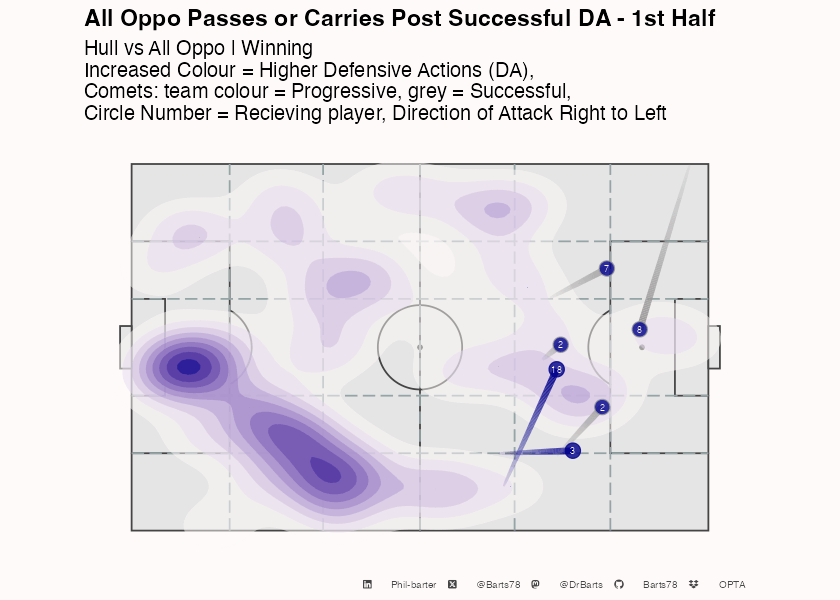 All Oppo Passes or Carries Post Successful DA - 1st Half
Hull vs All Oppo I Winning
Increased Colour = Higher Defensive Actions (DA),
Comets: team colour = Progressive, grey = Successful,
Circle Number = Recieving player, Direction of Attack Right to Left
7
8
2
18
2
3
Phil-barter @Barts78 @DrBarts Barts78 OPTA